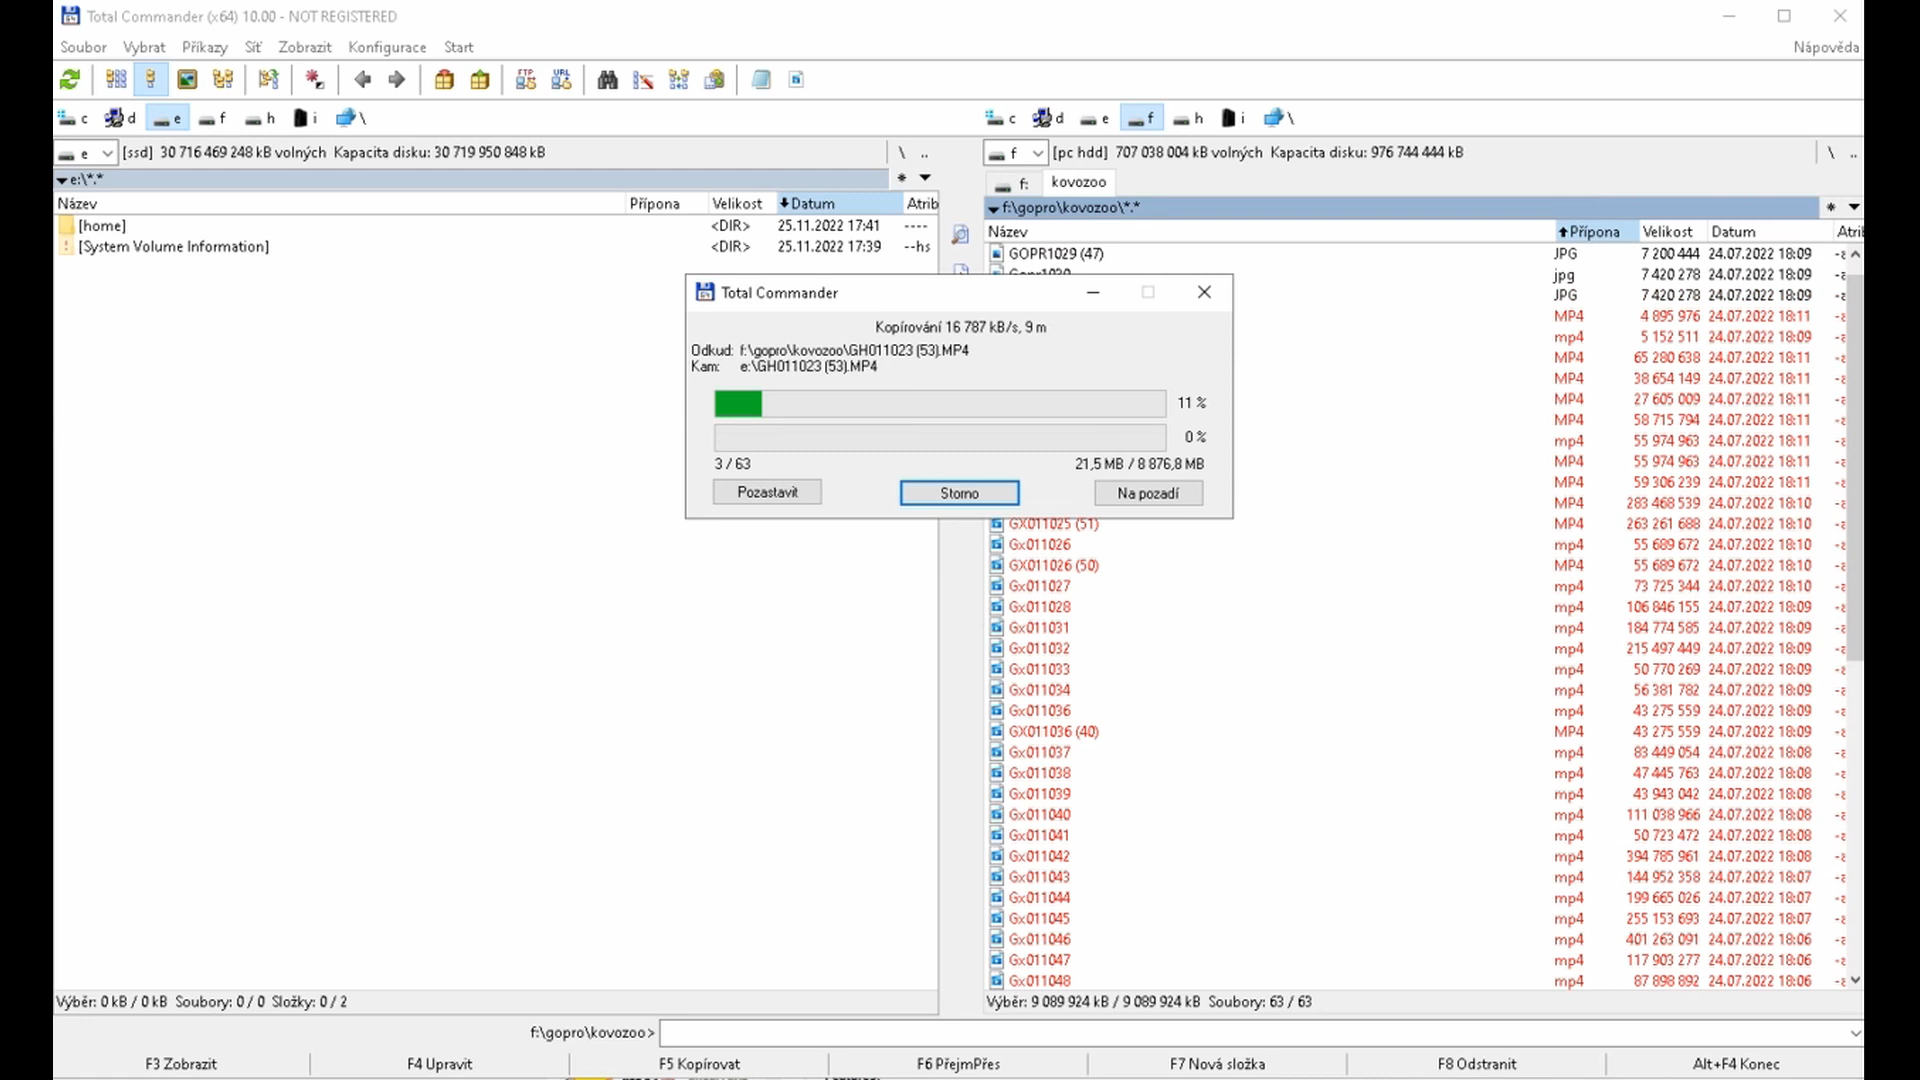 Total Commander (x64) 10.00 - NOT REGISTERED
Soubor Vybrat Příkazy Síť Zobrazit Konfigurace Start Nápověda
FTP URL
c d e f h i \ c d e f h i \
e [ssd] 30 716 469 248 kB volných Kapacita disku: 30 719 950 848 kB \ .. f [pc hdd] 707 038 004 kB volných Kapacita disku: 976 744 444 kB \ ..
e:\*.* * f: kovozoo
f:\gopro\kovozoo\*.* *
Název Přípona Velikost Datum Atrib
[home] <DIR> 25.11.2022 17:41 ----
[System Volume Information] <DIR> 25.11.2022 17:39 --hs
Název Přípona Velikost Datum
GOPR1029 (47) JPG 7 200 444 24.07.2022 18:09
jpg 7 420 278 24.07.2022 18:09
JPG 7 420 278 24.07.2022 18:09
MP4 4 895 976 24.07.2022 18:11
mp4 5 152 511 24.07.2022 18:09
MP4 65 280 638 24.07.2022 18:11
MP4 38 654 149 24.07.2022 18:11
MP4 27 605 009 24.07.2022 18:11
MP4 58 715 794 24.07.2022 18:11
mp4 55 974 963 24.07.2022 18:11
MP4 55 974 963 24.07.2022 18:11
MP4 59 306 239 24.07.2022 18:11
MP4 283 468 539 24.07.2022 18:10
GX011025 (51) MP4 263 261 688 24.07.2022 18:10
Gx011026 mp4 55 689 672 24.07.2022 18:10
GX011026 (50) MP4 55 689 672 24.07.2022 18:10
Gx011027 mp4 73 725 344 24.07.2022 18:10
Gx011028 mp4 106 846 155 24.07.2022 18:09
Gx011031 mp4 184 774 585 24.07.2022 18:09
Gx011032 mp4 215 497 449 24.07.2022 18:09
Gx011033 mp4 50 770 269 24.07.2022 18:09
Gx011034 mp4 56 381 782 24.07.2022 18:09
Gx011036 mp4 43 275 559 24.07.2022 18:09
GX011036 (40) MP4 43 275 559 24.07.2022 18:09
Gx011037 mp4 83 449 054 24.07.2022 18:08
Gx011038 mp4 47 445 763 24.07.2022 18:08
Gx011039 mp4 43 943 042 24.07.2022 18:08
Gx011040 mp4 111 038 966 24.07.2022 18:08
Gx011041 mp4 50 723 472 24.07.2022 18:08
Gx011042 mp4 394 785 961 24.07.2022 18:08
Gx011043 mp4 144 952 358 24.07.2022 18:07
Gx011044 mp4 199 665 026 24.07.2022 18:07
Gx011045 mp4 255 153 693 24.07.2022 18:07
Gx011046 mp4 401 263 091 24.07.2022 18:06
Gx011047 mp4 117 903 277 24.07.2022 18:06
Gx011048 mp4 87 898 892 24.07.2022 18:06
Total Commander
Kopírování 16 787 kB/s, 9 m
Odkud: f:\gopro\kovozoo\GH011023 (53).MP4
Kam: e:\GH011023 (53).MP4
11 %
0 %
3 / 63 21,5 MB / 8 876,8 MB
Pozastavit Storno Na pozadí
Výběr: 0 kB / 0 kB Soubory: 0 / 0 Složky: 0 / 2
Výběr: 9 089 924 kB / 9 089 924 kB Soubory: 63 / 63
f:\gopro\kovozoo>
F3 Zobrazit F4 Upravit F5 Kopírovat F6 PřejmPřes F7 Nová složka F8 Odstranit Alt+F4 Konec